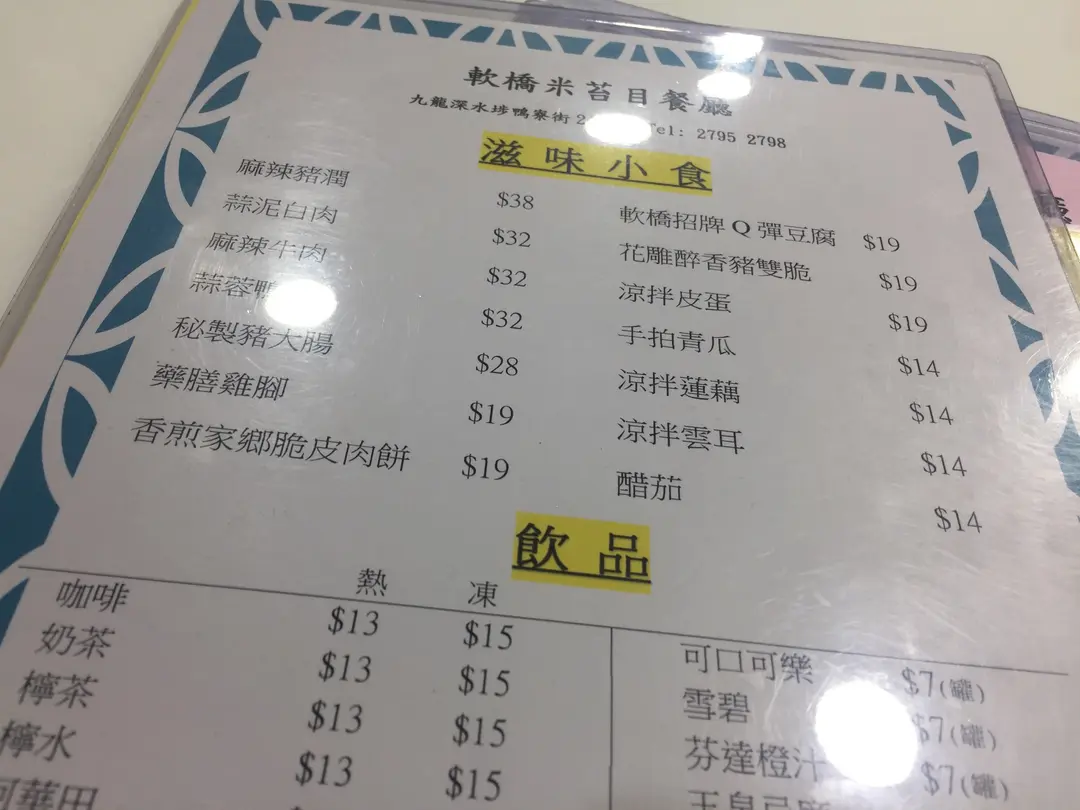 軟橋米苔目餐廳
九龍深水埗鴨寮街 2 Tel: 2795 2798
滋味小食
麻辣豬潤 $38
蒜泥白肉 $32
麻辣牛肉 $32
蒜蓉鴨 $32
秘製豬大腸 $28
藥膳雞腳 $19
香煎家鄉脆皮肉餅 $19
軟橋招牌Q彈豆腐 $19
花雕醉香豬雙脆 $19
涼拌皮蛋 $19
手拍青瓜 $14
涼拌蓮藕 $14
涼拌雲耳 $14
醋茄 $14
飲品
熱 凍
咖啡 $13 $15
奶茶 $13 $15
檸茶 $13 $15
檸水 $13 $15
華田
可口可樂 $7(罐)
雪碧 $7(罐)
芬達橙汁 $7(罐)